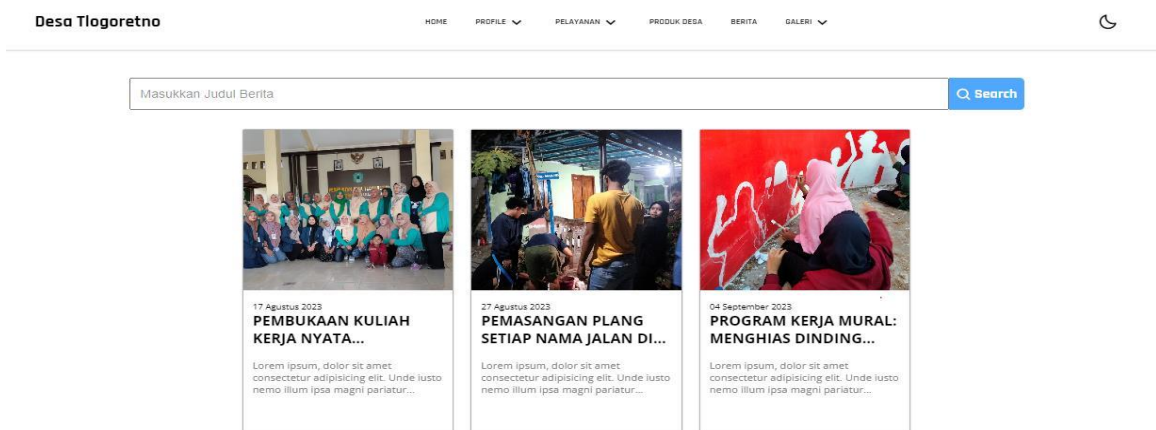 Desa Tlogoretno
HOME PROFILE PELAYANAN PRODUK DESA BERITA GALERI
Masukkan Judul Berita
Search
17 Agustus 2023
PEMBUKAAN KULIAH
KERJA NYATA...
Lorem ipsum, dolor sit amet
consectetur adipisicing elit. Unde iusto
nemo illum ipsa magni pariatur...
27 Agustus 2023
PEMASANGAN PLANG
SETIAP NAMA JALAN DI...
Lorem ipsum, dolor sit amet
consectetur adipisicing elit. Unde iusto
nemo illum ipsa magni pariatur...
04 September 2023
PROGRAM KERJA MURAL:
MENGHIAS DINDING...
Lorem ipsum, dolor sit amet
consectetur adipisicing elit. Unde iusto
nemo illum ipsa magni pariatur...